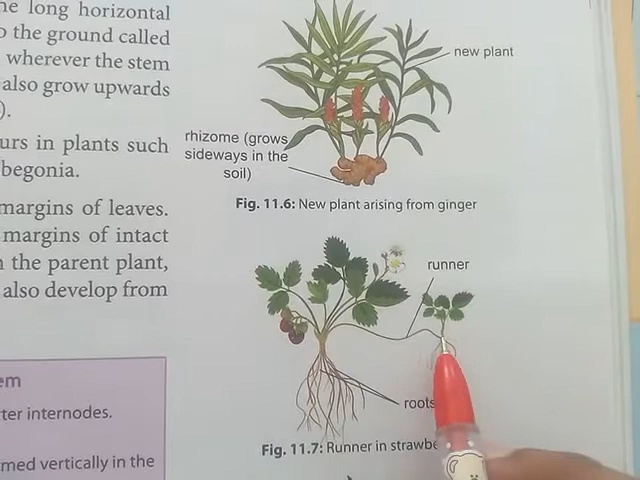 ne long horizontal
o the ground called
wherever the stem
also grow upwards
).
urs in plants such
begonia.
margins of leaves.
margins of intact
the parent plant,
also develop from
em
ter internodes.
med vertically in the
new plant
rhizome (grows
sideways in the
soil)
Fig. 11.6: New plant arising from ginger
runner
roots
Fig. 11.7: Runner in strawbe